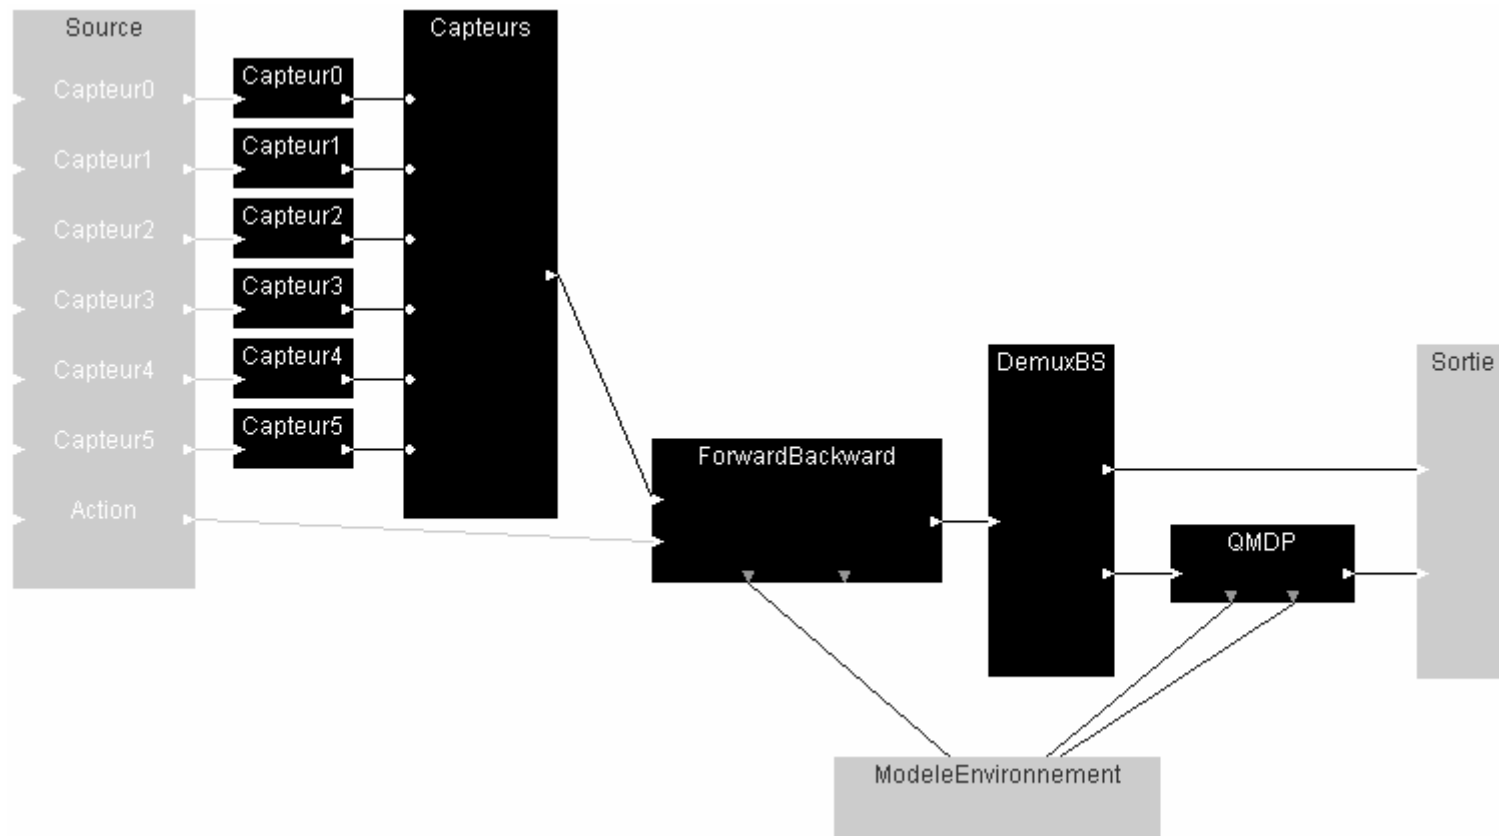 Source
Capteur0
Capteur1
Capteur2
Capteur3
Capteur4
Capteur5
Action
Capteur0
Capteur1
Capteur2
Capteur3
Capteur4
Capteur5
Capteurs
ForwardBackward
DemuxBS
QMDP
Sortie
ModeleEnvironnement